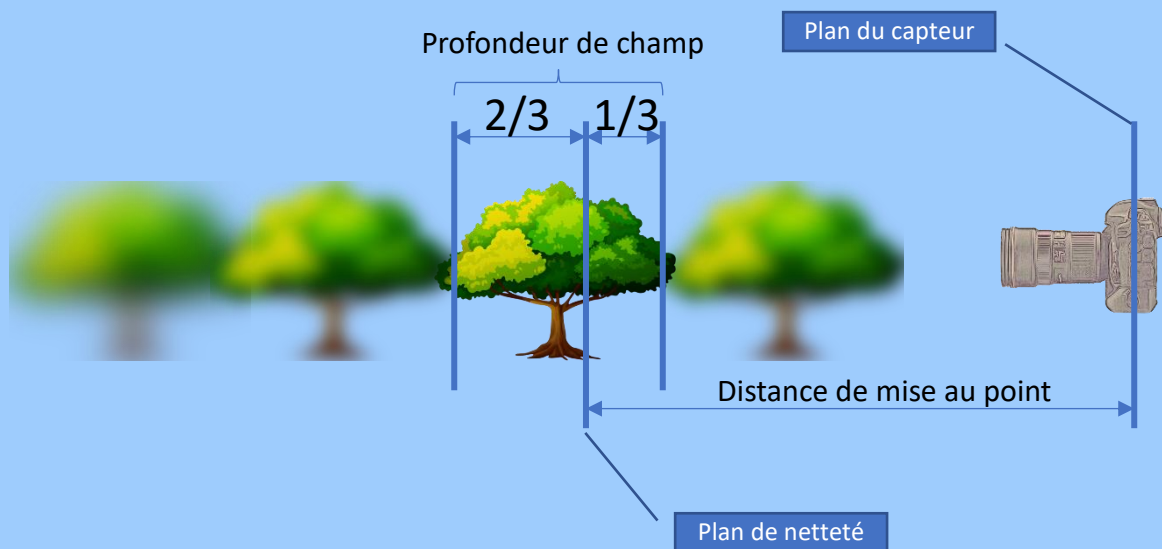 Plan du capteur
Profondeur de champ
2/3 1/3
Distance de mise au point
Plan de netteté